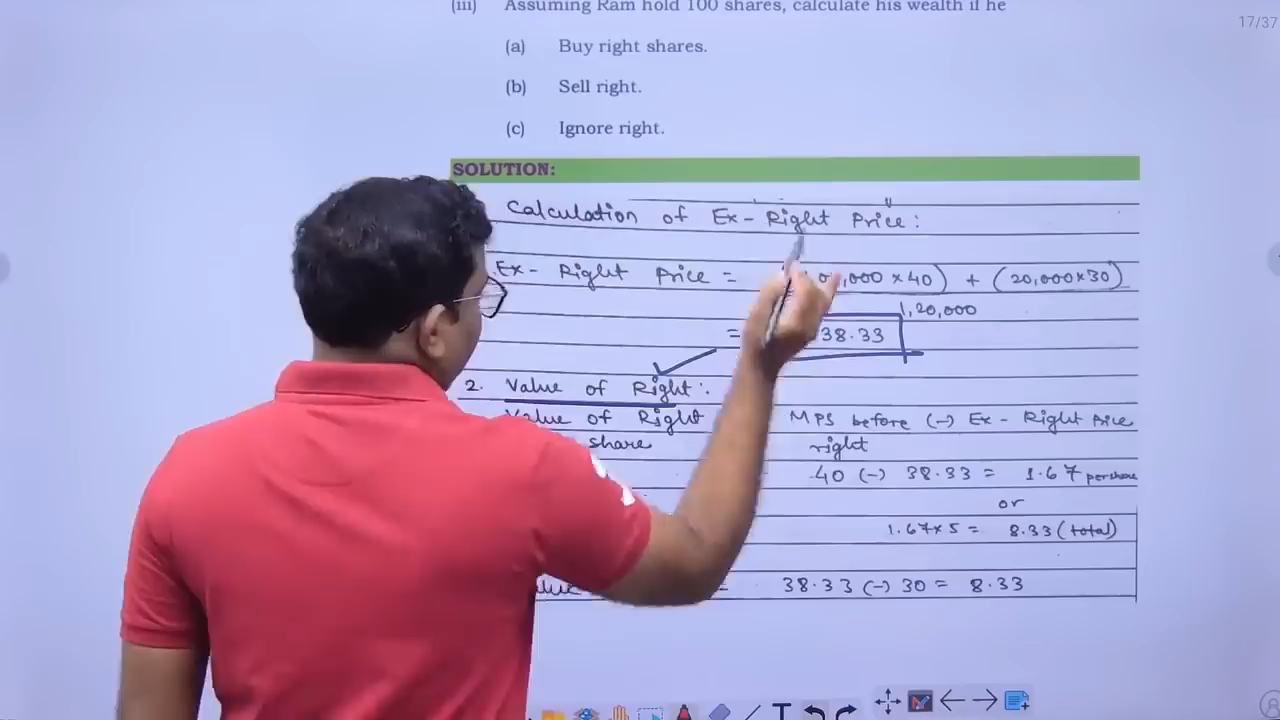 (iii) Assuming Ram hold 100 shares, calculate his wealth if he
17/37
(a) Buy right shares.
(b) Sell right.
(c) Ignore right.
SOLUTION:
Calculation of Ex-Right Price:
Ex-Right Price = ,000 × 40) + (20,000×30)
1,20,000
= 38.33
2. Value of Right:
Value of Right MPS before (-) Ex-Right Price
share right
40 (-) 38.33 = 1.67 per share
or
1.67×5 = 8.33 (total)
= 38.33 (-) 30 = 8.33
T